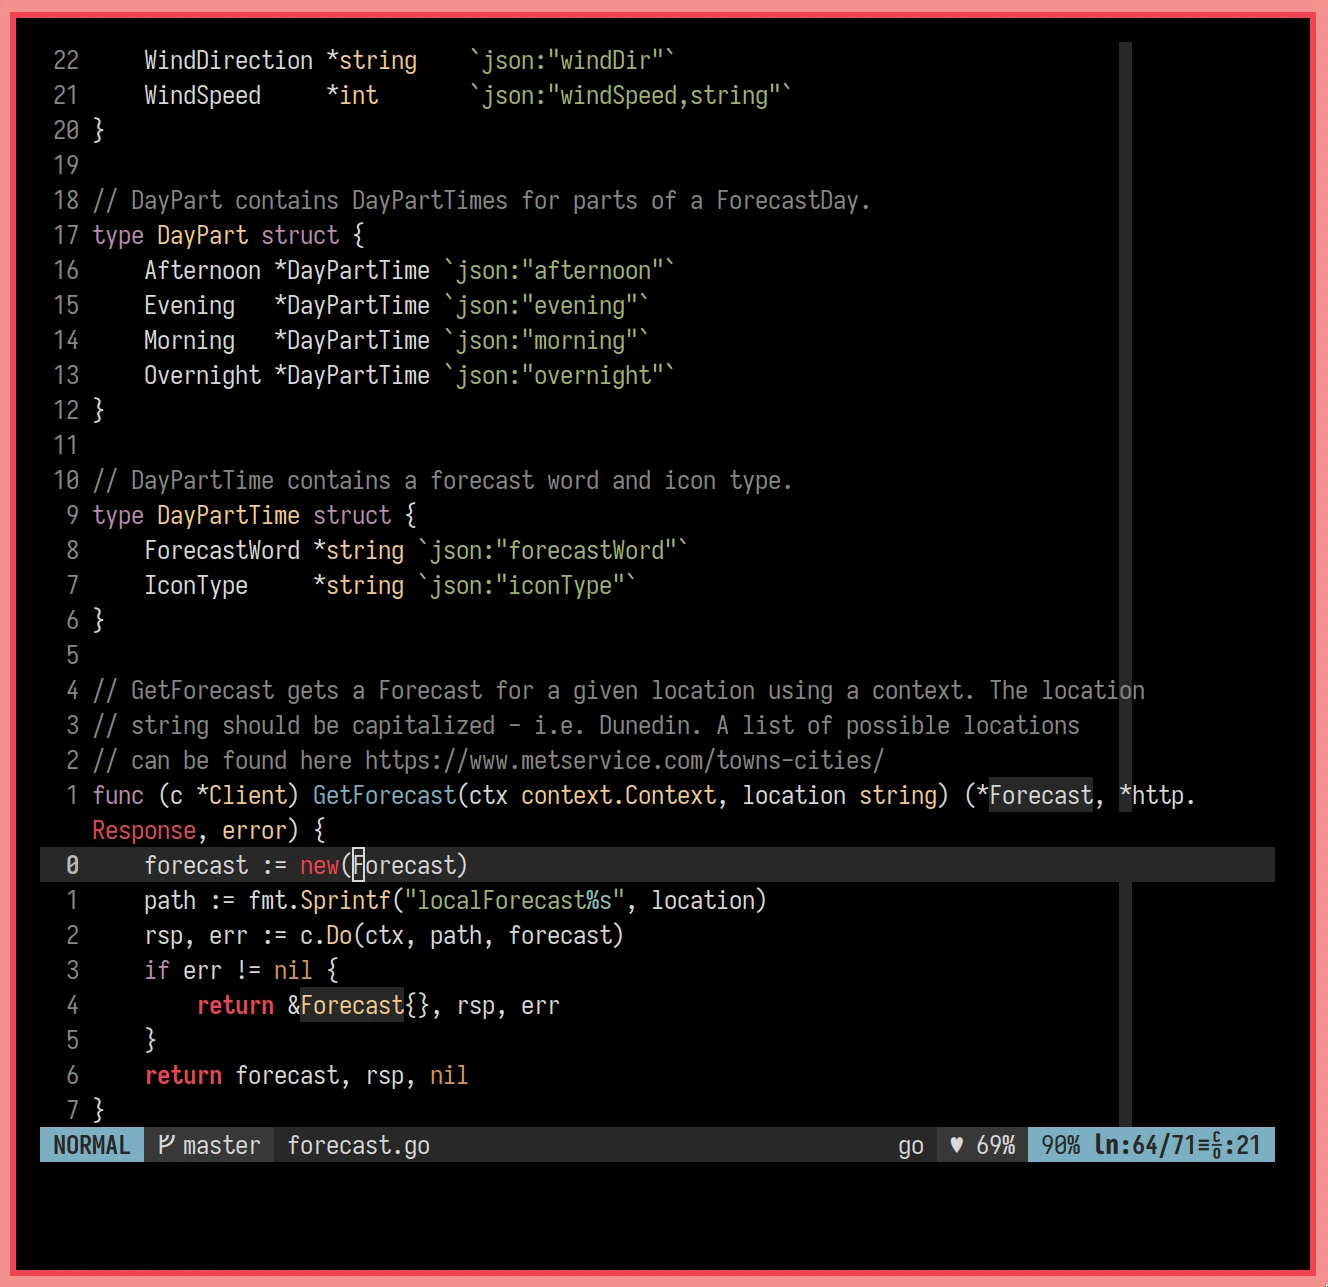 22     WindDirection *string    `json:"windDir"`
21     WindSpeed     *int       `json:"windSpeed,string"`
20 }
19
18 // DayPart contains DayPartTimes for parts of a ForecastDay.
17 type DayPart struct {
16     Afternoon *DayPartTime `json:"afternoon"`
15     Evening   *DayPartTime `json:"evening"`
14     Morning   *DayPartTime `json:"morning"`
13     Overnight *DayPartTime `json:"overnight"`
12 }
11
10 // DayPartTime contains a forecast word and icon type.
9 type DayPartTime struct {
8     ForecastWord *string `json:"forecastWord"`
7     IconType     *string `json:"iconType"`
6 }
5
4 // GetForecast gets a Forecast for a given location using a context. The location
3 // string should be capitalized - i.e. Dunedin. A list of possible locations
2 // can be found here https://www.metservice.com/towns-cities/
1 func (c *Client) GetForecast(ctx context.Context, location string) (*Forecast, *http.
Response, error) {
0     forecast := new(Forecast)
1     path := fmt.Sprintf("localForecast%s", location)
2     rsp, err := c.Do(ctx, path, forecast)
3     if err != nil {
4         return &Forecast{}, rsp, err
5     }
6     return forecast, rsp, nil
7 }
NORMAL master forecast.go go ♥ 69% 90% ln:64/71≡℅:21